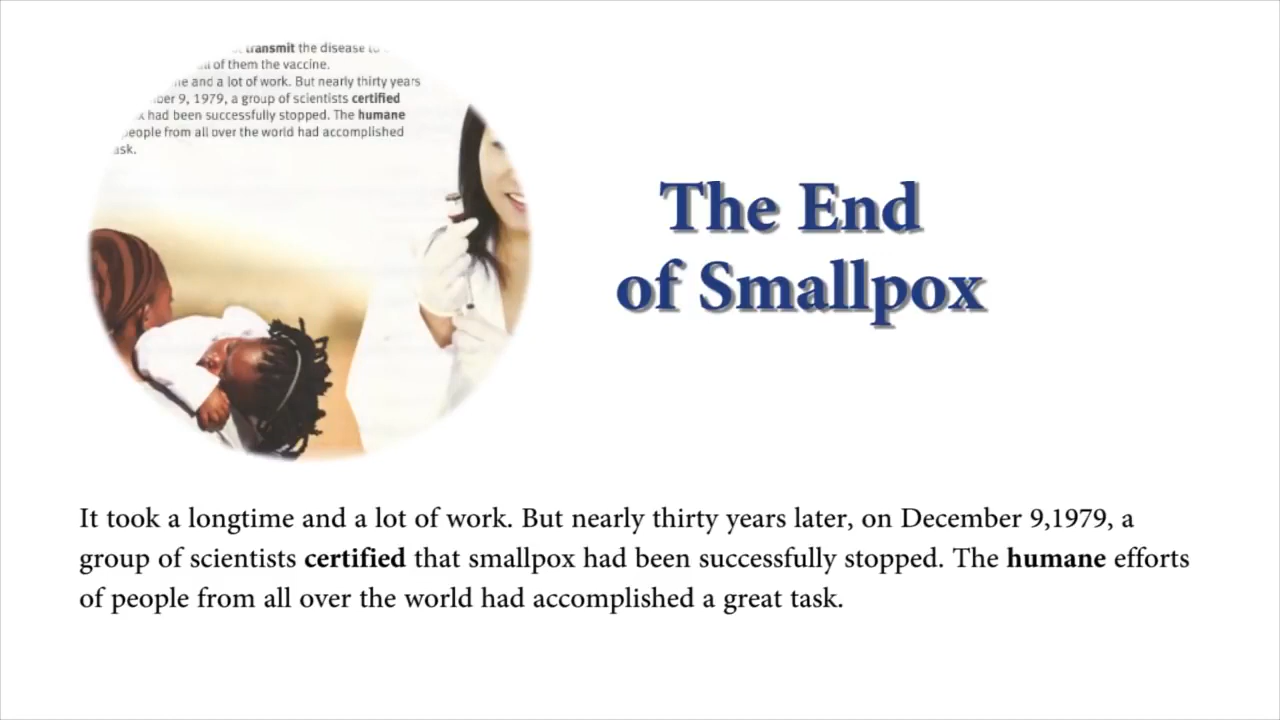 transmit the disease
of them the vaccine.
and a lot of work. But nearly thirty years
9, 1979, a group of scientists certified
had been successfully stopped. The humane
people from all over the world had accomplished
The End
of Smallpox
It took a longtime and a lot of work. But nearly thirty years later, on December 9,1979, a
group of scientists certified that smallpox had been successfully stopped. The humane efforts
of people from all over the world had accomplished a great task.